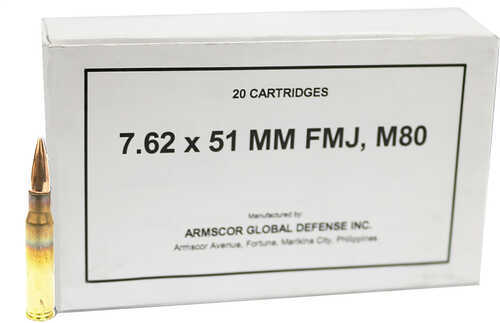 20 CARTRIDGES
7.62 x 51 MM FMJ, M80
Manufactured by:
ARMSCOR GLOBAL DEFENSE INC.
Armscor Avenue, Fortune, Marikina City, Philippines